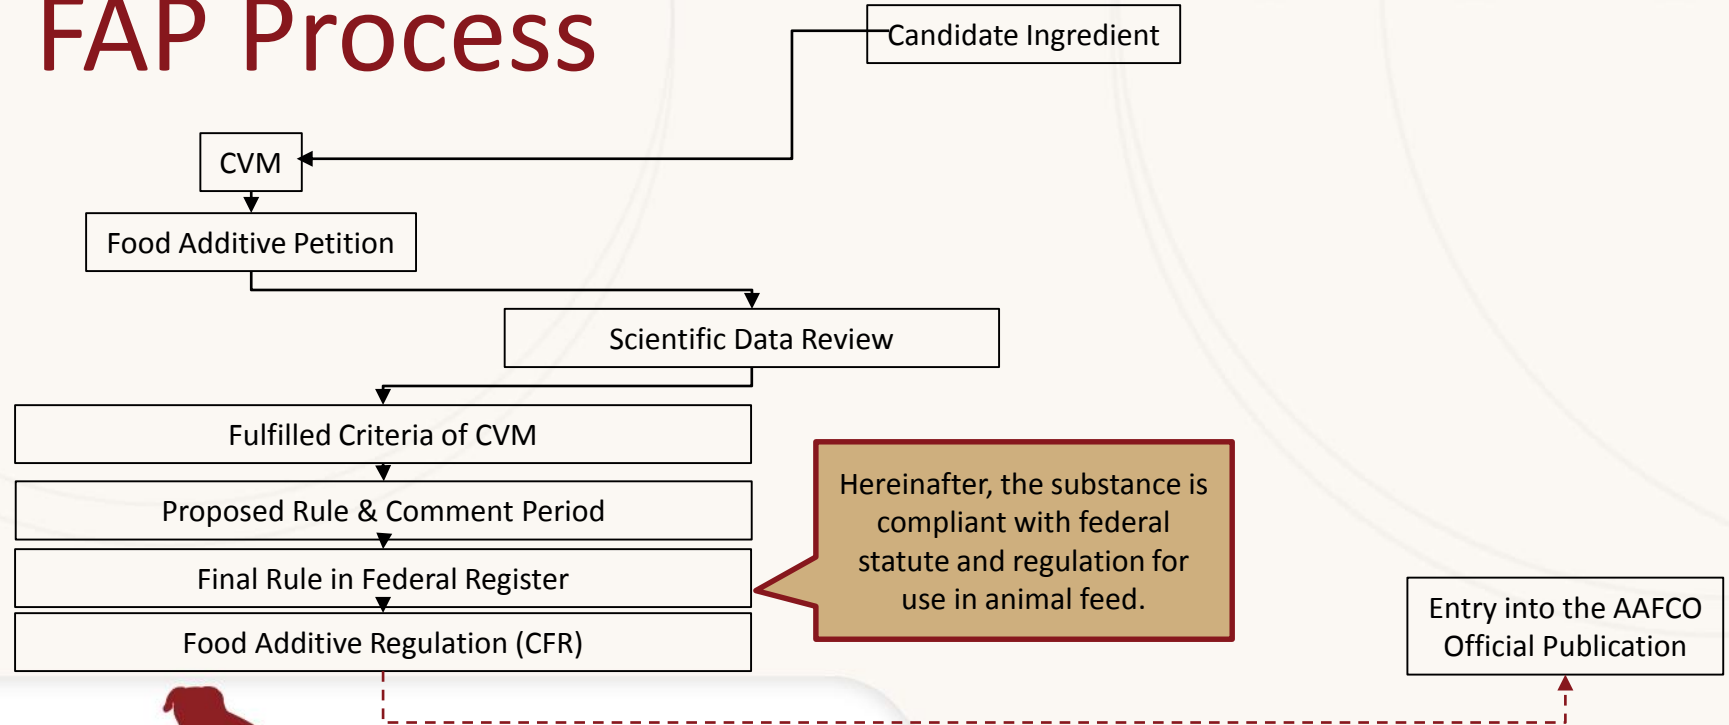 FAP Process
Candidate Ingredient
CVM
Food Additive Petition
Scientific Data Review
Fulfilled Criteria of CVM
Proposed Rule & Comment Period
Final Rule in Federal Register
Food Additive Regulation (CFR)
Hereinafter, the substance is
compliant with federal
statute and regulation for
use in animal feed.
Entry into the AAFCO
Official Publication